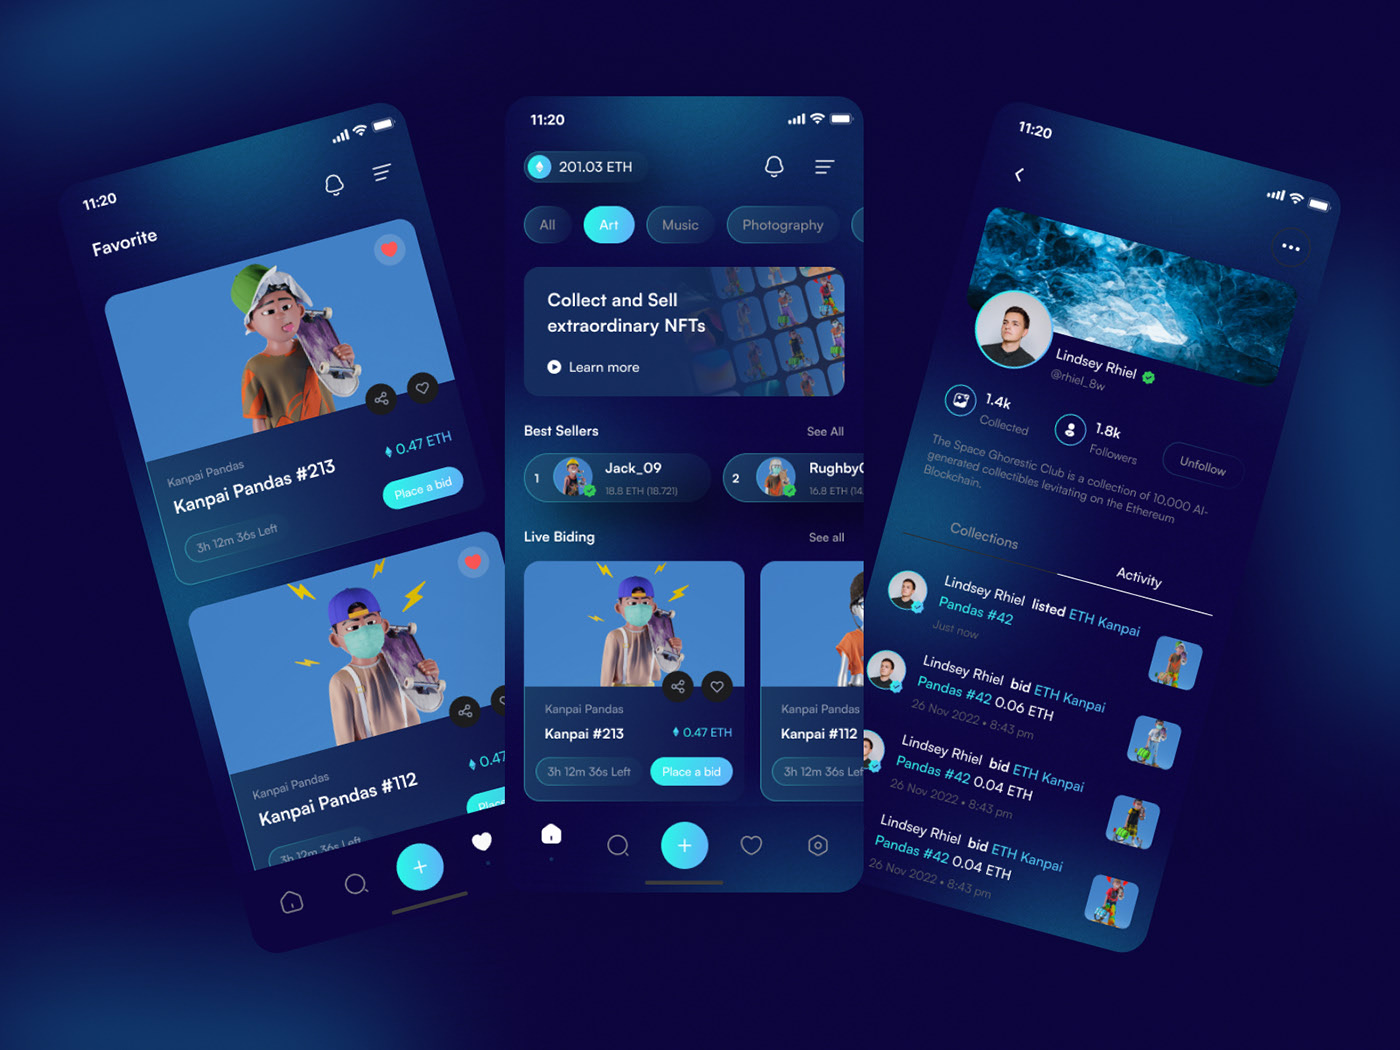 11:20
Favorite
Kanpai Pandas
Kanpai Pandas #213
0.47 ETH
Place a bid
3h 12m 36s Left
Kanpai Pandas
Kanpai Pandas #112
0.47
Place
3h 12m 36s Left
11:20
201.03 ETH
All
Art
Music
Photography
Collect and Sell
extraordinary NFTs
Learn more
Best Sellers
See All
1
Jack_09
18.8 ETH (18.721)
2
Rughby0
16.8 ETH (14.
Live Biding
See all
Kanpai Pandas
Kanpai #213
0.47 ETH
3h 12m 36s Left
Place a bid
Kanpai Pandas
Kanpai #112
3h 12m 36s Lef
11:20
Lindsey Rhiel
@rhiel_8w
1.4k
Collected
1.8k
Followers
Unfollow
The Space Ghorestic Club is a collection of 10,000 AI-
generated collectibles levitating on the Ethereum
Blockchain.
Collections
Activity
Lindsey Rhiel listed ETH Kanpai
Pandas #42
Just now
Lindsey Rhiel bid ETH Kanpai
Pandas #42 0.06 ETH
26 Nov 2022 • 8:43 pm
Lindsey Rhiel bid ETH Kanpai
Pandas #42 0.04 ETH
26 Nov 2022 • 8:43 pm
Lindsey Rhiel bid ETH Kanpai
Pandas #42 0.04 ETH
26 Nov 2022 • 8:43 pm